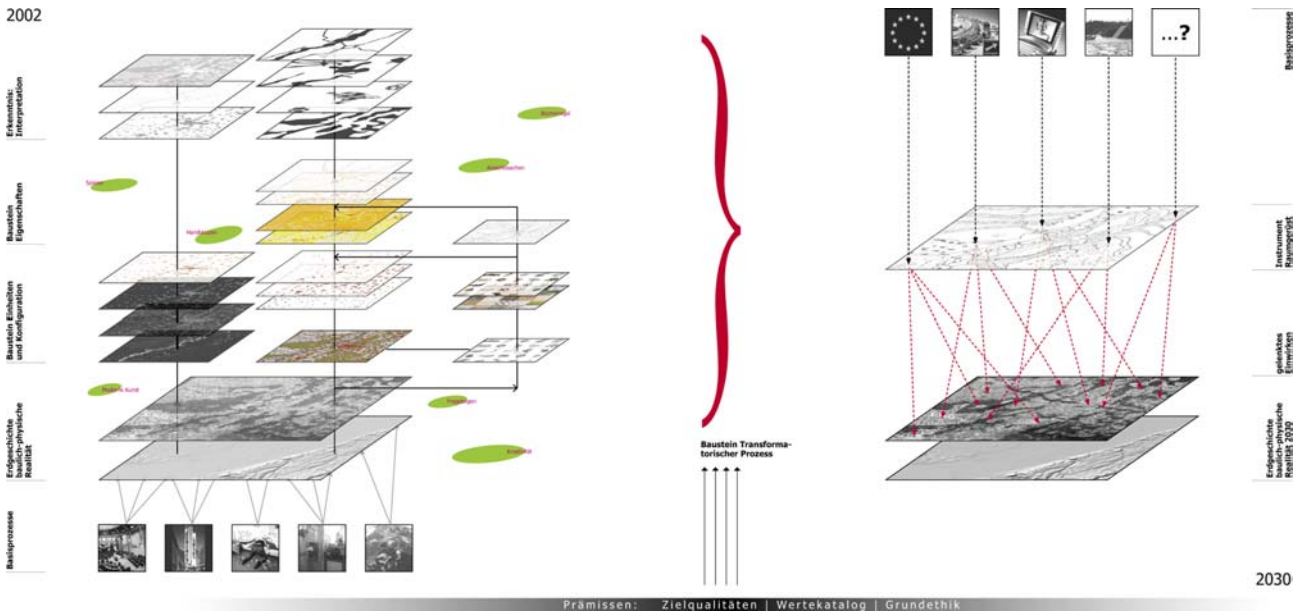 2002
Erkenntnis:
Interpretation
Baustein
Eigenschaften
Baustein Einheiten
und Konfiguration
Erdgeschichte
baulich-physische
Realität
Basisprozesse
Baustein Transforma-
torischer Prozess
...?
Basisprozesse
Instrument
Raumgerüst
gelenktes
Einwirken
Erdgeschichte
baulich-physische
Realität 2030
2030
Prämissen: Zielqualitäten | Wertekatalog | Grundethik